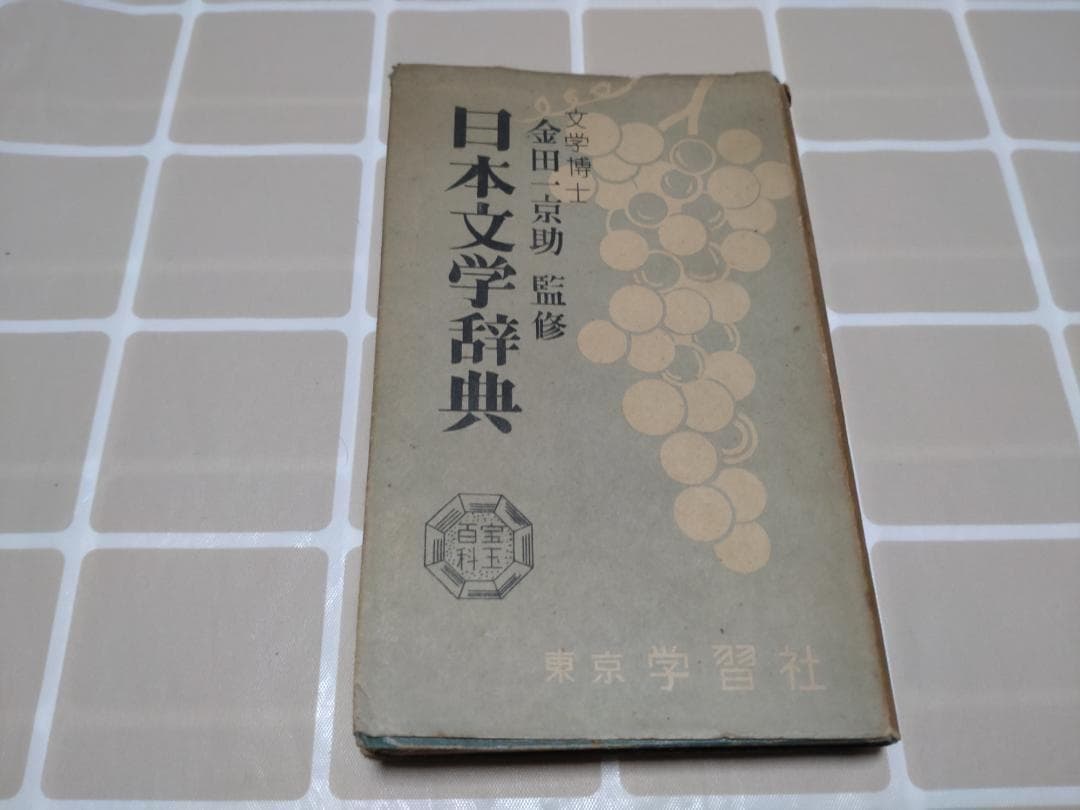 文学博士
金田一京助 監修
日本文学辞典
宝玉
百科
東京 学習社